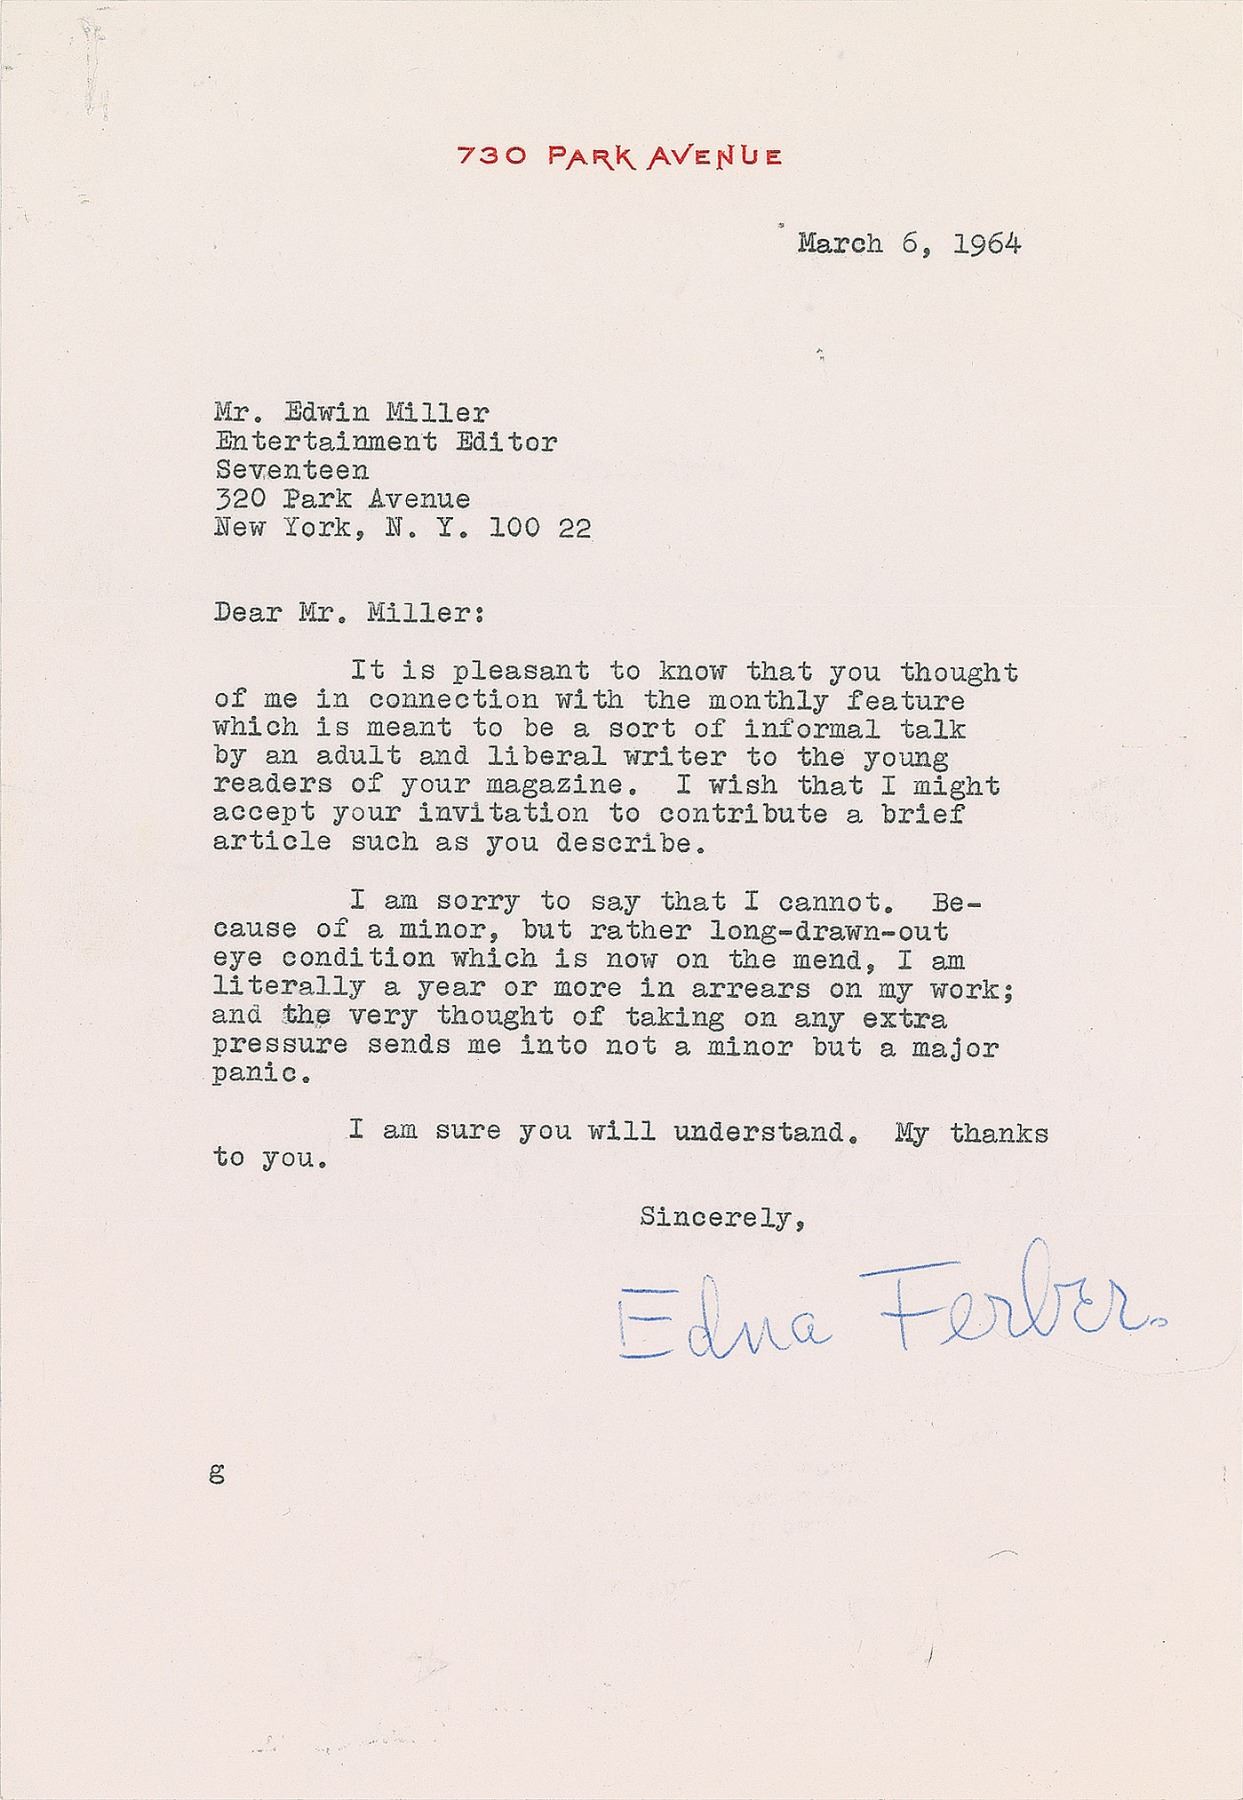 730 PARK AVENUE
March 6, 1964
Mr. Edwin Miller
Entertainment Editor
Seventeen
320 Park Avenue
New York, N. Y. 100 22
Dear Mr. Miller:
It is pleasant to know that you thought
of me in connection with the monthly feature
which is meant to be a sort of informal talk
by an adult and liberal writer to the young
readers of your magazine.  I wish that I might
accept your invitation to contribute a brief
article such as you describe.
I am sorry to say that I cannot.  Be-
cause of a minor, but rather long-drawn-out
eye condition which is now on the mend, I am
literally a year or more in arrears on my work;
and the very thought of taking on any extra
pressure sends me into not a minor but a major
panic.
I am sure you will understand.  My thanks
to you.
Sincerely,
Edna Ferber.
g